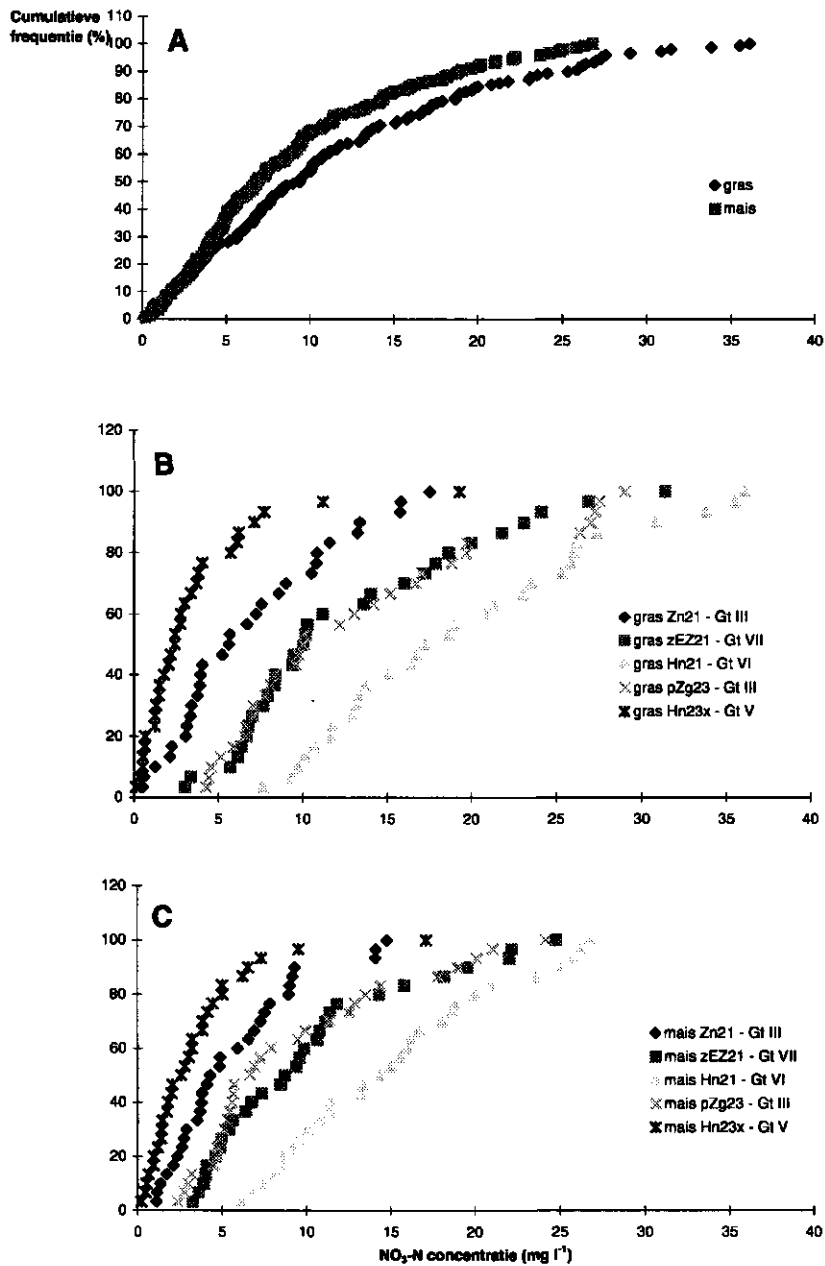 Cumulatieve
frequentie (%)
A
100
90
80
70
60
50
40
30
20
10
0
0 5 10 15 20 25 30 35 40
gras
mais
B
120
100
80
60
40
20
0
0 5 10 15 20 25 30 35 40
gras Zn21 - Gt III
gras zEZ21 - Gt VII
gras Hn21 - Gt VI
gras pZg23 - Gt III
gras Hn23x - Gt V
C
120
100
80
60
40
20
0
0 5 10 15 20 25 30 35 40
mais Zn21 - Gt III
mais zEZ21 - Gt VII
mais Hn21 - Gt VI
mais pZg23 - Gt III
mais Hn23x - Gt V
NO₃-N concentratie (mg l⁻¹)